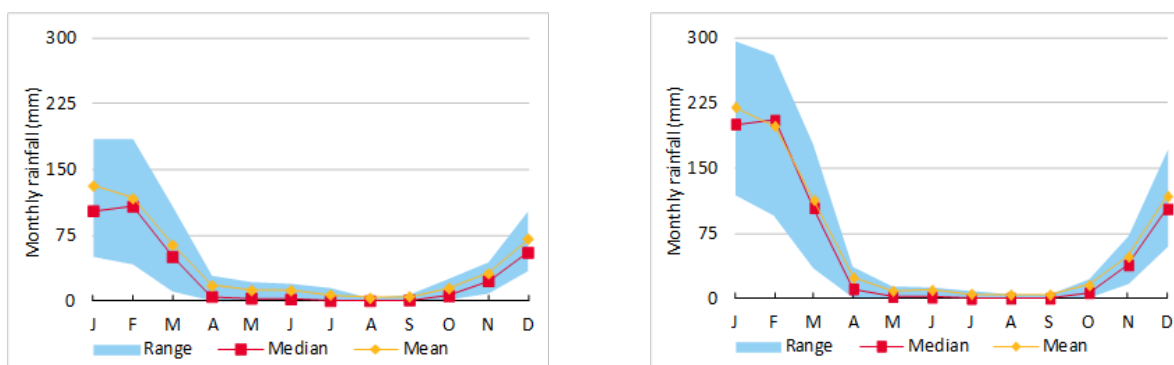 Monthly rainfall (mm)
300
225
150
75
0
J F M A M J J A S O N D
Range Median Mean
Monthly rainfall (mm)
300
225
150
75
0
J F M A M J J A S O N D
Range Median Mean